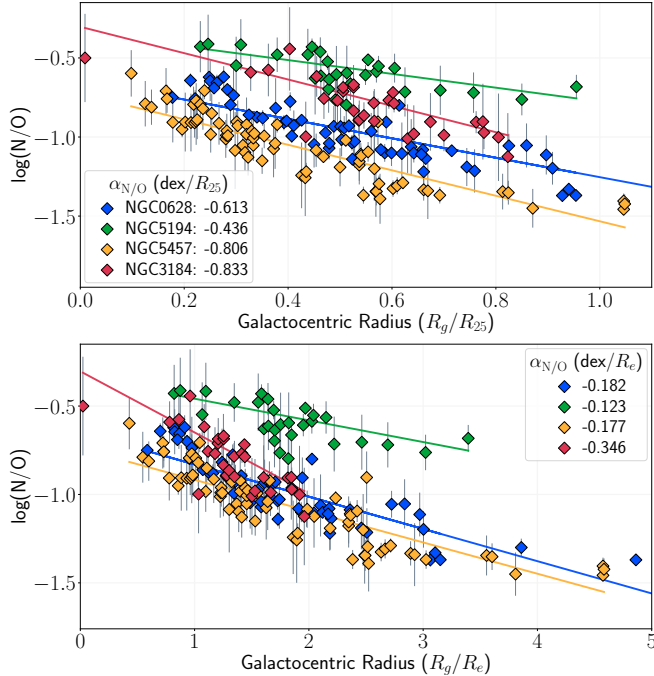 −0.5
−1.0
−1.5
log(N/O)
α_N/O (dex/R_25)
NGC0628: -0.613
NGC5194: -0.436
NGC5457: -0.806
NGC3184: -0.833
0.0 0.2 0.4 0.6 0.8 1.0
Galactocentric Radius (R_g/R_25)
−0.5
−1.0
−1.5
log(N/O)
α_N/O (dex/R_e)
-0.182
-0.123
-0.177
-0.346
0 1 2 3 4 5
Galactocentric Radius (R_g/R_e)